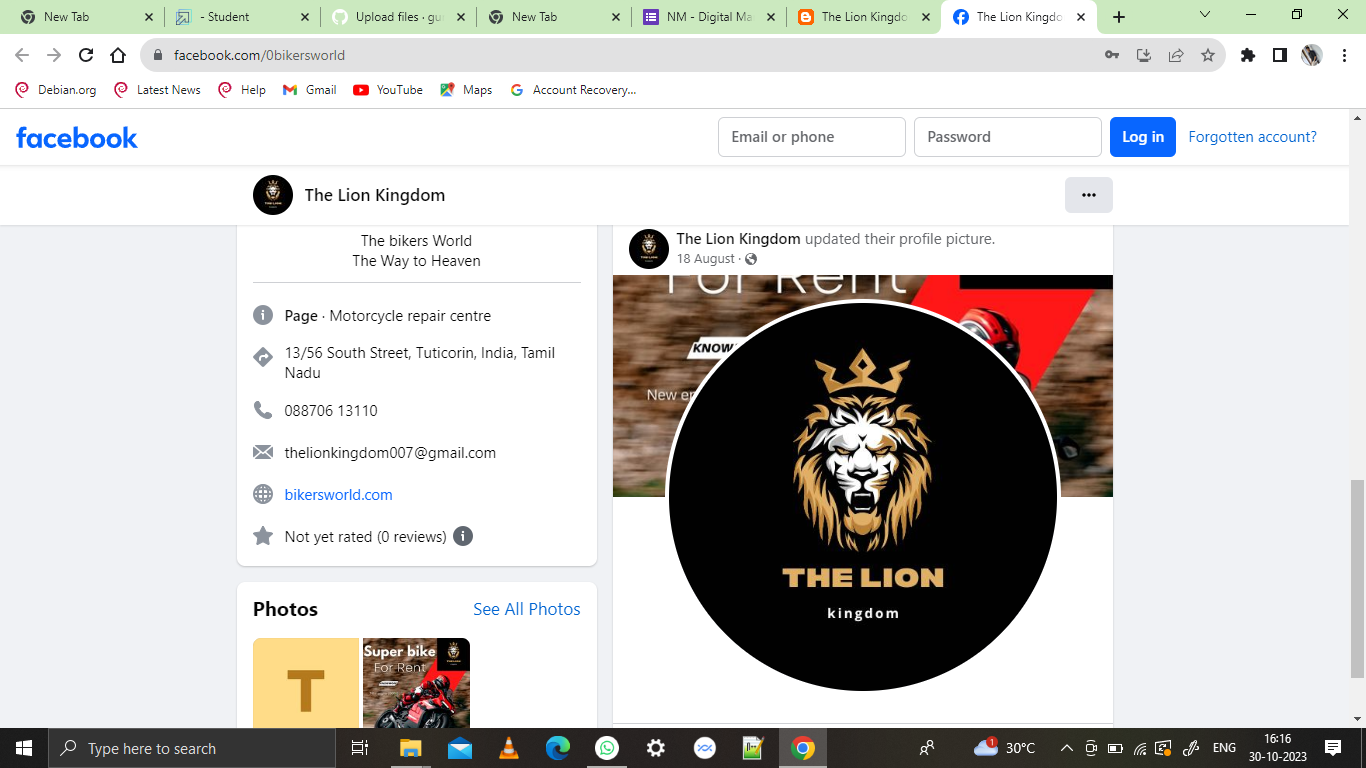 New Tab
- Student
Upload files · gu
New Tab
NM - Digital Ma
The Lion Kingdo
The Lion Kingdo
facebook.com/0bikersworld
Debian.org
Latest News
Help
Gmail
YouTube
Maps
Account Recovery...
facebook
Email or phone
Password
Log in
Forgotten account?
The Lion Kingdom
The bikers World
The Way to Heaven
Page · Motorcycle repair centre
13/56 South Street, Tuticorin, India, Tamil
Nadu
088706 13110
thelionkingdom007@gmail.com
bikersworld.com
Not yet rated (0 reviews)
Photos
See All Photos
T
Super bike
For Rent
THE LION
The Lion Kingdom updated their profile picture.
18 August ·
For Rent
KNOW
New en
THE LION
kingdom
Type here to search
1
30°C
ENG
16:16
30-10-2023